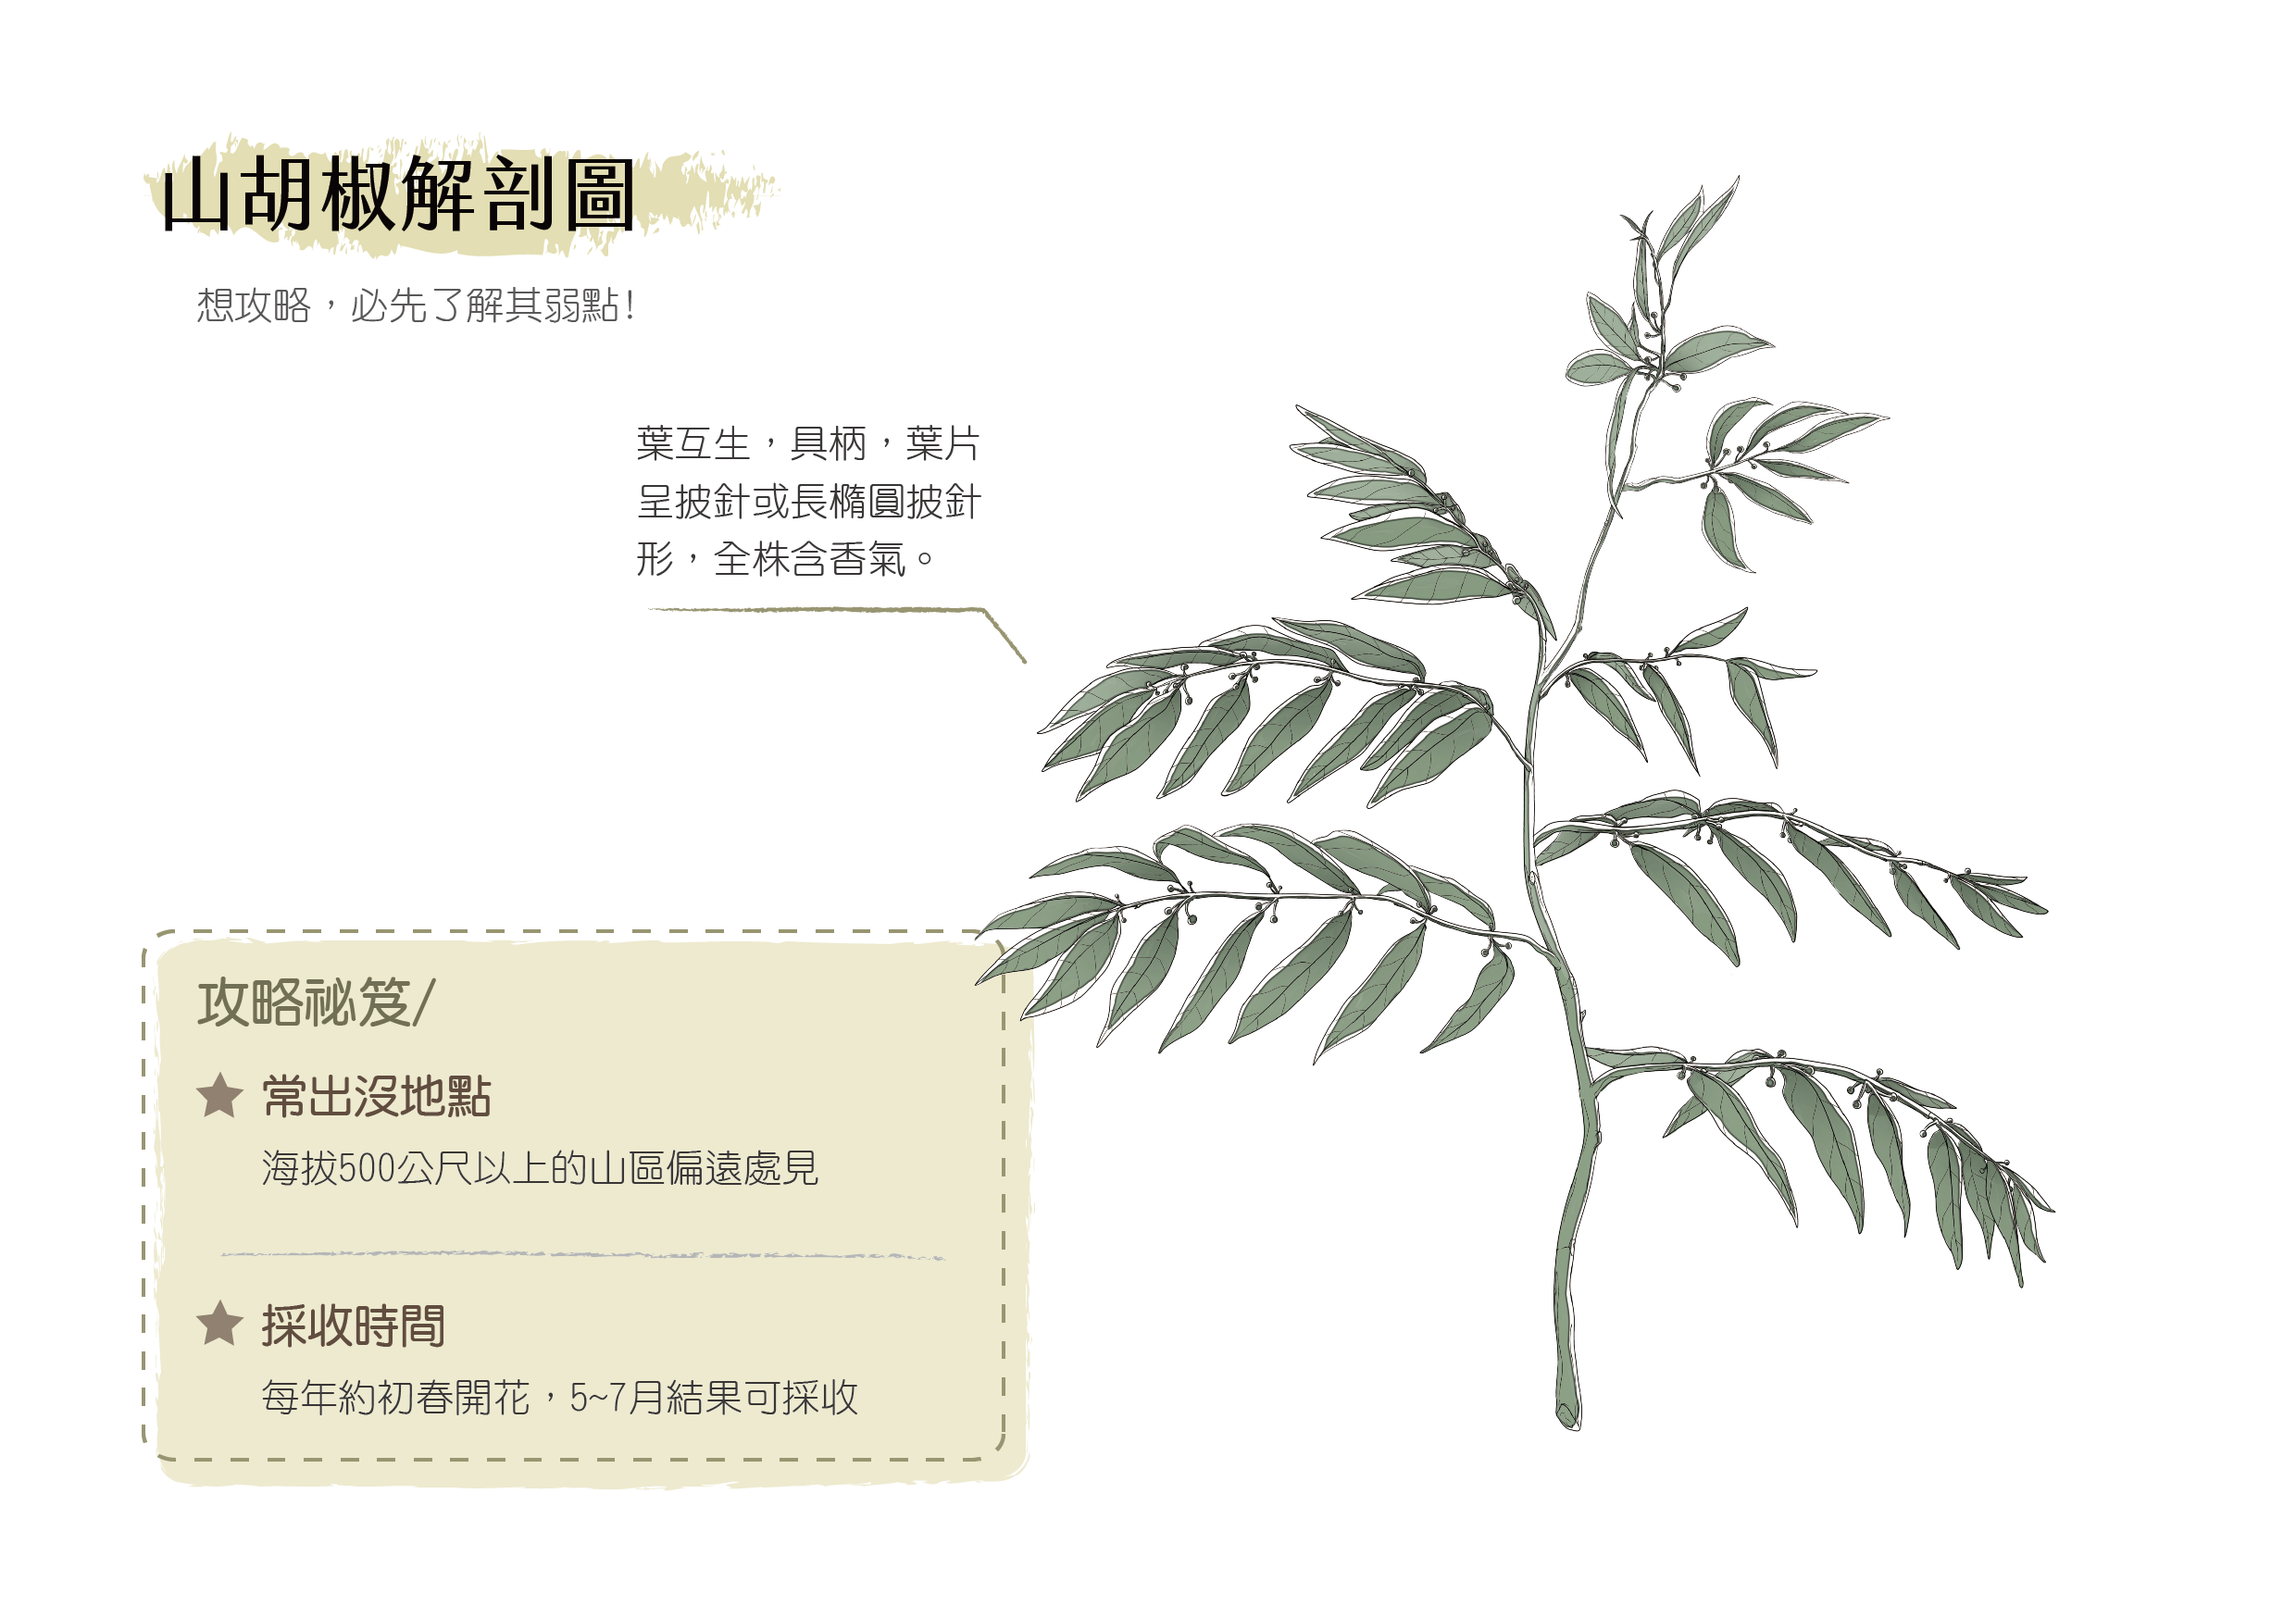 山胡椒解剖圖
想攻略，必先了解其弱點!
葉互生，具柄，葉片
呈披針或長橢圓披針
形，全株含香氣。
攻略祕笈/
常出沒地點
海拔500公尺以上的山區偏遠處見
採收時間
每年約初春開花，5~7月結果可採收